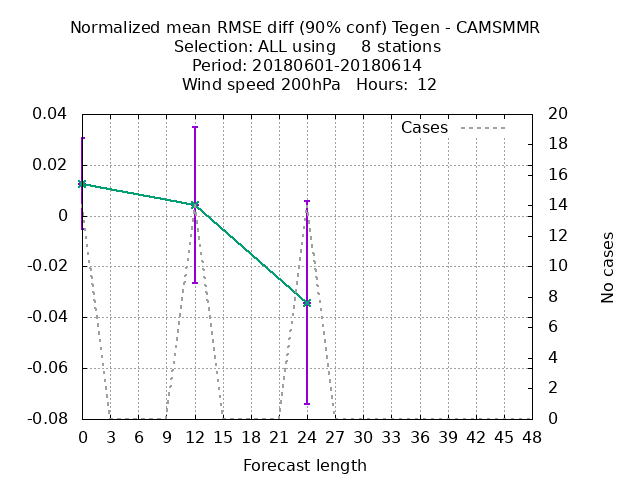 Normalized mean RMSE diff (90% conf) Tegen - CAMSMMR
Selection: ALL using     8 stations
Period: 20180601-20180614
Wind speed 200hPa   Hours:  12
Cases
0.04
0.02
0
-0.02
-0.04
-0.06
-0.08
20
18
16
14
12
10
8
6
4
2
0
No cases
0 3 6 9 12 15 18 21 24 27 30 33 36 39 42 45 48
Forecast length